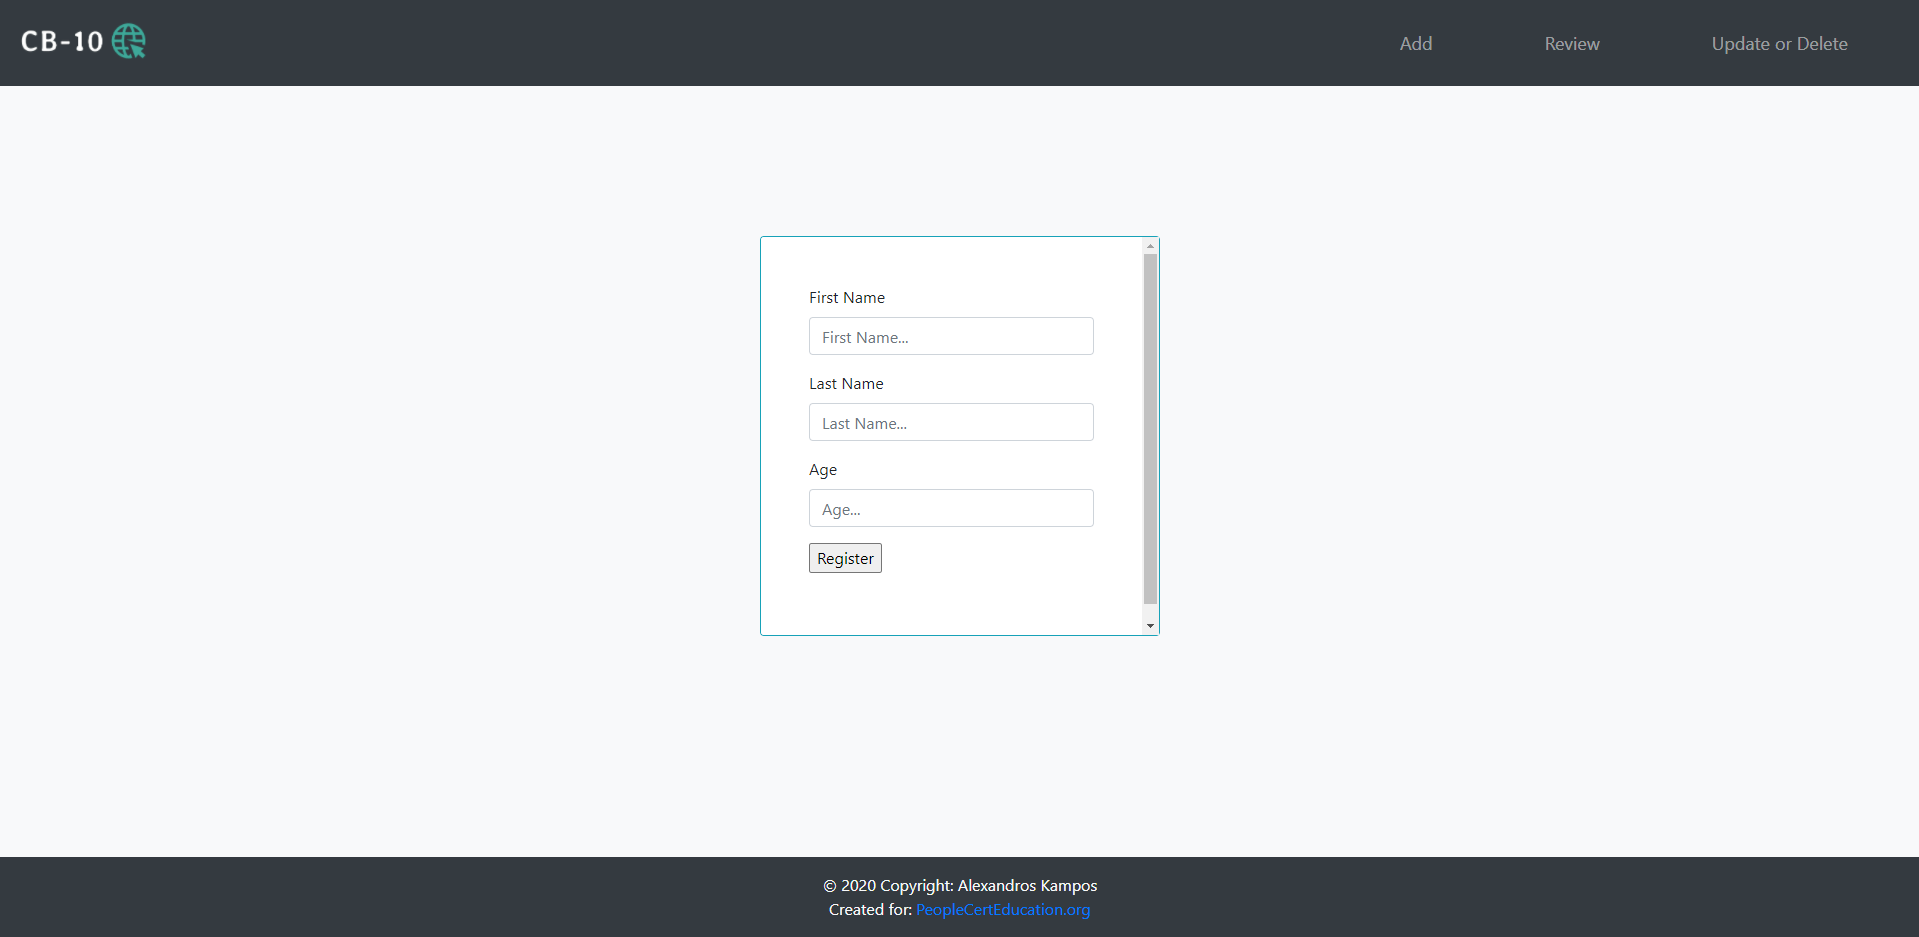 CB-10
Add Review Update or Delete
First Name
First Name...
Last Name
Last Name...
Age
Age...
Register
© 2020 Copyright: Alexandros Kampos
Created for: PeopleCertEducation.org